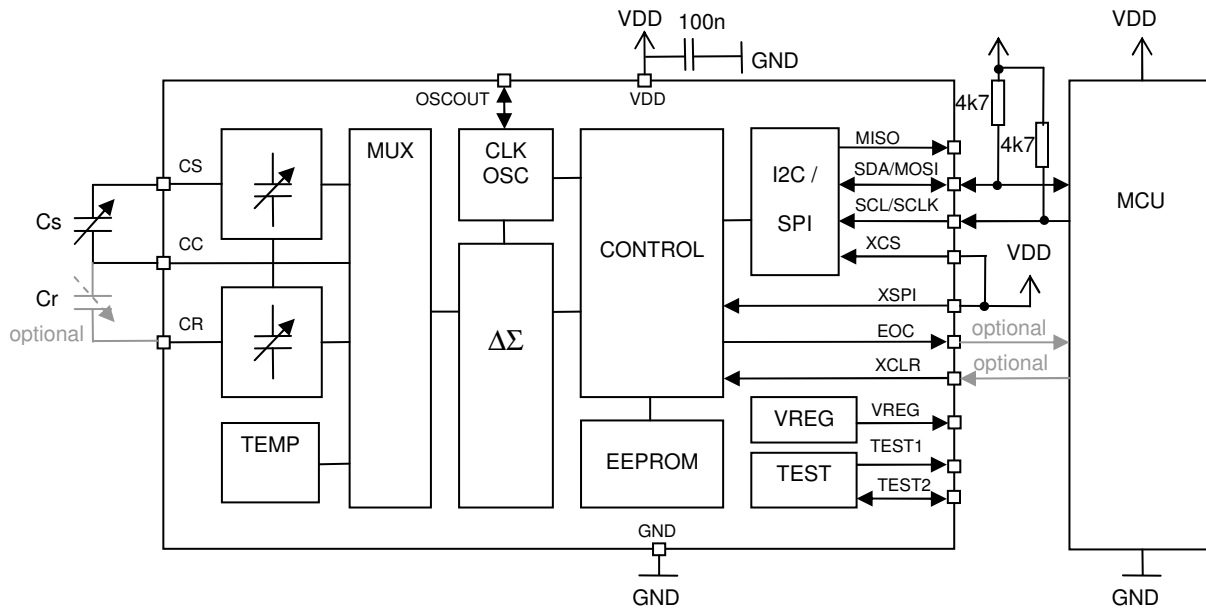 VDD
100n
GND
VDD
OSCOUT
VDD
4k7
4k7
CS
MUX
CLK
OSC
I2C /
SPI
MISO
SDA/MOSI
SCL/SCLK
XCS
MCU
Cs
CC
CONTROL
VDD
Cr
optional
CR
ΔΣ
XSPI
EOC
optional
XCLR
optional
TEMP
EEPROM
VREG
VREG
TEST
TEST1
TEST2
GND
GND
GND